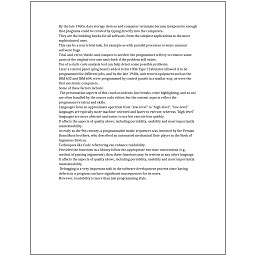 By the late 1960s, data storage devices and computer terminals became inexpensive enough
that programs could be created by typing directly into the computers.
They are the building blocks for all software, from the simplest applications to the most
sophisticated ones.
This can be a non-trivial task, for example as with parallel processes or some unusual
software bugs.
Trial-and-error/divide-and-conquer is needed: the programmer will try to remove some
parts of the original test case and check if the problem still exists.
Use of a static code analysis tool can help detect some possible problems.
Later a control panel (plug board) added to his 1906 Type I Tabulator allowed it to be
programmed for different jobs, and by the late 1940s, unit record equipment such as the
IBM 602 and IBM 604, were programmed by control panels in a similar way, as were the
first electronic computers.
Some of these factors include:
The presentation aspects of this (such as indents, line breaks, color highlighting, and so on)
are often handled by the source code editor, but the content aspects reflect the
programmer's talent and skills.
Languages form an approximate spectrum from "low-level" to "high-level"; "low-level"
languages are typically more machine-oriented and faster to execute, whereas "high-level"
languages are more abstract and easier to use but execute less quickly.
It affects the aspects of quality above, including portability, usability and most importantly
maintainability.
As early as the 9th century, a programmable music sequencer was invented by the Persian
Banu Musa brothers, who described an automated mechanical flute player in the Book of
Ingenious Devices.
Techniques like Code refactoring can enhance readability.
Provided the functions in a library follow the appropriate run-time conventions (e.g.,
method of passing arguments), then these functions may be written in any other language.
It affects the aspects of quality above, including portability, usability and most importantly
maintainability.
Debugging is a very important task in the software development process since having
defects in a program can have significant consequences for its users.
However, readability is more than just programming style.